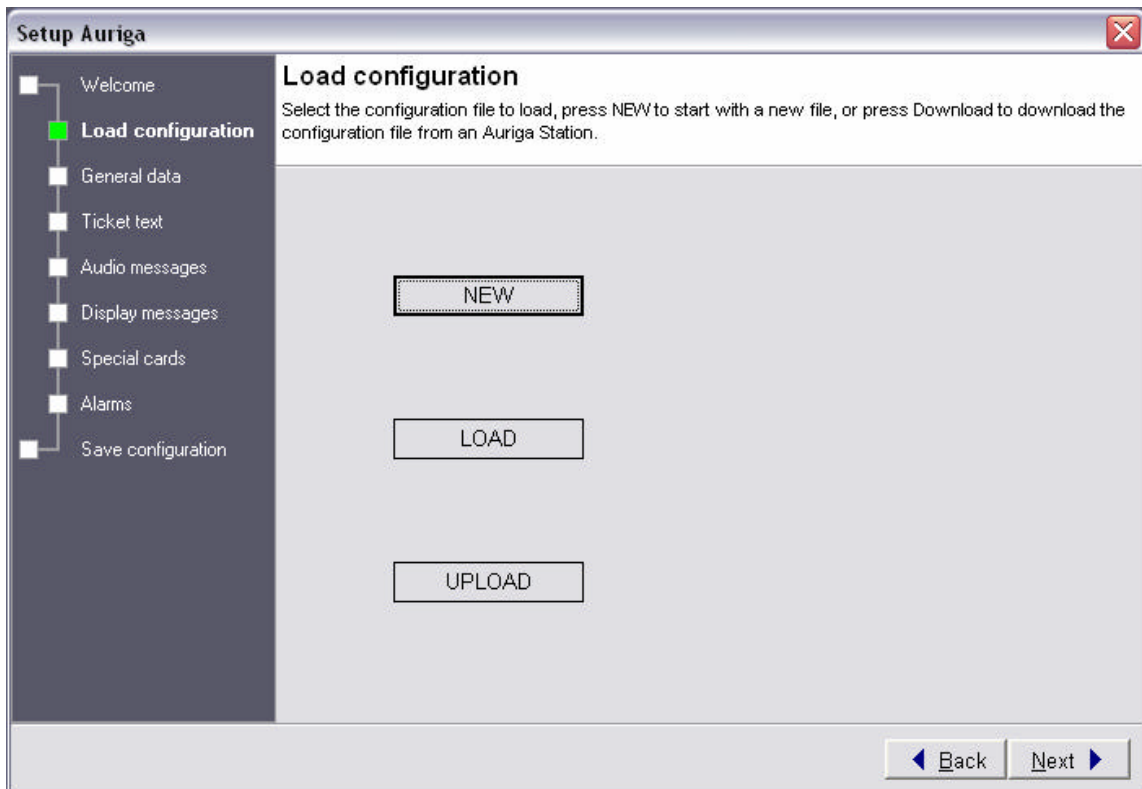 Setup Auriga
Welcome
Load configuration
General data
Ticket text
Audio messages
Display messages
Special cards
Alarms
Save configuration
Load configuration
Select the configuration file to load, press NEW to start with a new file, or press Download to download the
configuration file from an Auriga Station.
NEW
LOAD
UPLOAD
Back
Next